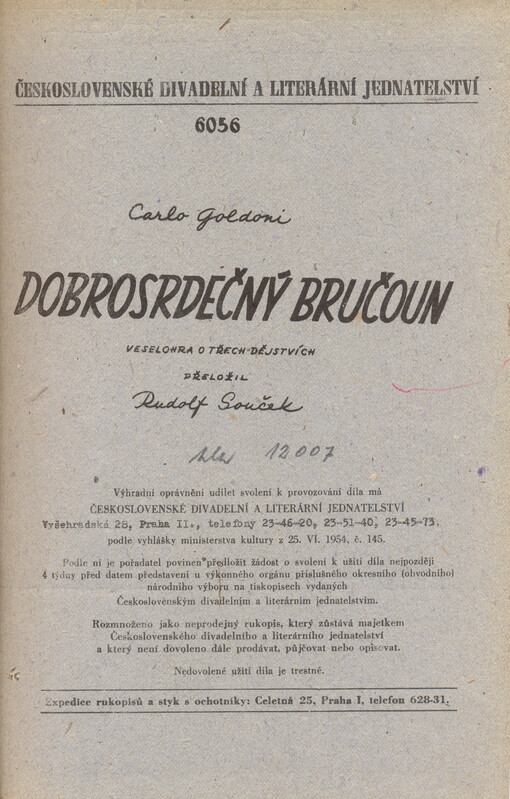 ČESKOSLOVENSKÉ DIVADELNÍ A LITERÁRNÍ JEDNATELSTVÍ
6056
Carlo Goldoni
DOBROSRDEČNÝ BRUČOUN
VESELOHRA O TŘECH DĚJSTVÍCH
PŘELOŽIL
Rudolf Souček
12007
Výhradní oprávnění udílet svolení k provozování díla má
ČESKOSLOVENSKÉ DIVADELNÍ A LITERÁRNÍ JEDNATELSTVÍ
Vyšehradská 28, Praha II., telefony 23-46-20, 23-51-40, 23-45-73,
podle vyhlášky ministerstva kultury z 25. VI. 1954, č. 145.
Podle ní je pořadatel povinen předložit žádost o svolení k užití díla nejpozději
4 týdny před datem představení u výkonného orgánu příslušného okresního (obvodního)
národního výboru na tiskopisech vydaných
Československým divadelním a literárním jednatelstvím.
Rozmnoženo jako neprodejný rukopis, který zůstává majetkem
Československého divadelního a literárního jednatelství
a který není dovoleno dále prodávat, půjčovat nebo opisovat.
Nedovolené užití díla je trestné.
Expedice rukopisů a styk s ochotníky: Celetná 25, Praha I, telefon 628-31.